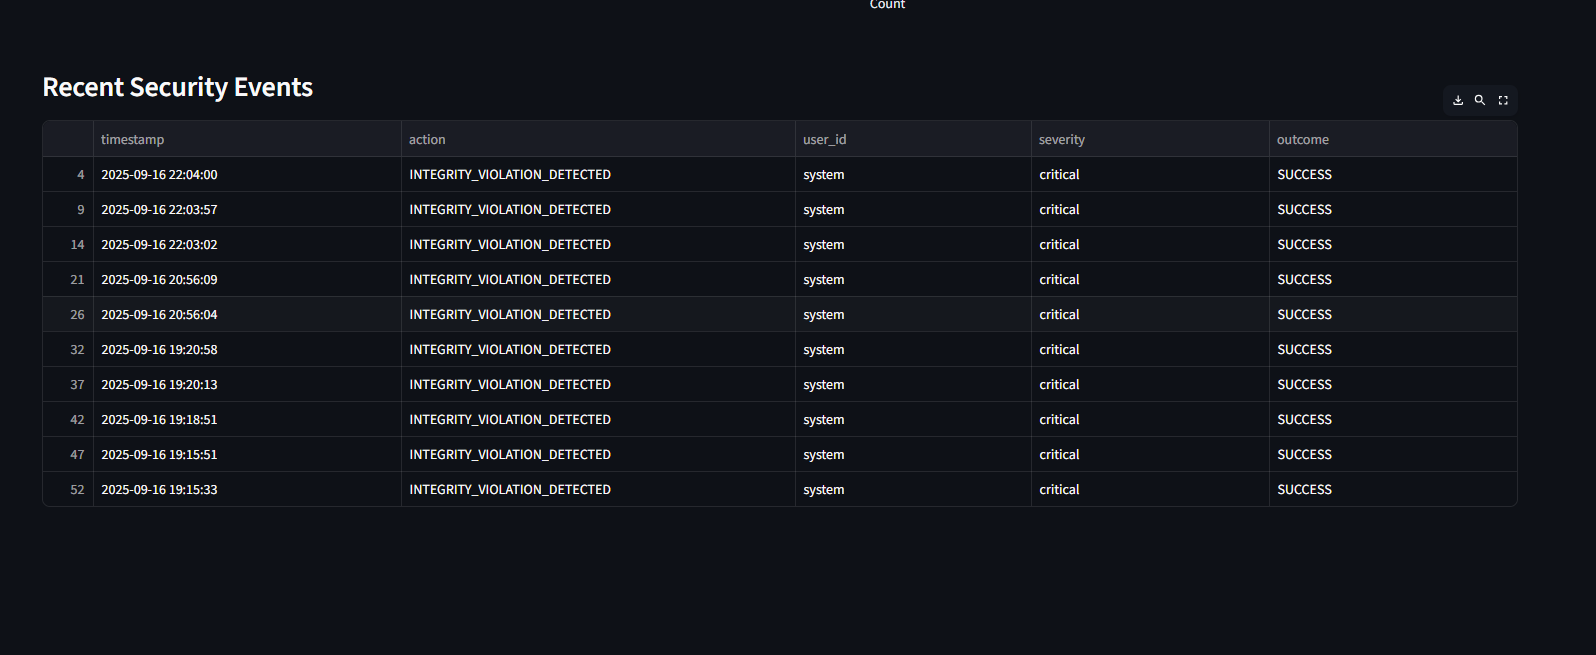 Count
Recent Security Events
timestamp action user_id severity outcome
4 2025-09-16 22:04:00 INTEGRITY_VIOLATION_DETECTED system critical SUCCESS
9 2025-09-16 22:03:57 INTEGRITY_VIOLATION_DETECTED system critical SUCCESS
14 2025-09-16 22:03:02 INTEGRITY_VIOLATION_DETECTED system critical SUCCESS
21 2025-09-16 20:56:09 INTEGRITY_VIOLATION_DETECTED system critical SUCCESS
26 2025-09-16 20:56:04 INTEGRITY_VIOLATION_DETECTED system critical SUCCESS
32 2025-09-16 19:20:58 INTEGRITY_VIOLATION_DETECTED system critical SUCCESS
37 2025-09-16 19:20:13 INTEGRITY_VIOLATION_DETECTED system critical SUCCESS
42 2025-09-16 19:18:51 INTEGRITY_VIOLATION_DETECTED system critical SUCCESS
47 2025-09-16 19:15:51 INTEGRITY_VIOLATION_DETECTED system critical SUCCESS
52 2025-09-16 19:15:33 INTEGRITY_VIOLATION_DETECTED system critical SUCCESS